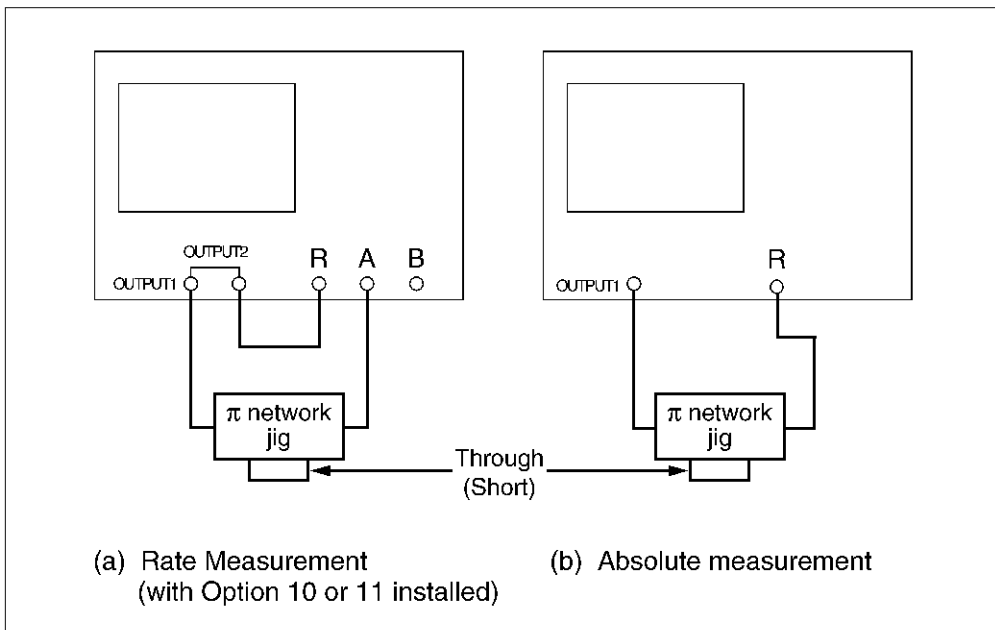 OUTPUT2
OUTPUT1
R A B
π network
jig
OUTPUT1
R
π network
jig
Through
(Short)
(a) Rate Measurement
(with Option 10 or 11 installed)
(b) Absolute measurement